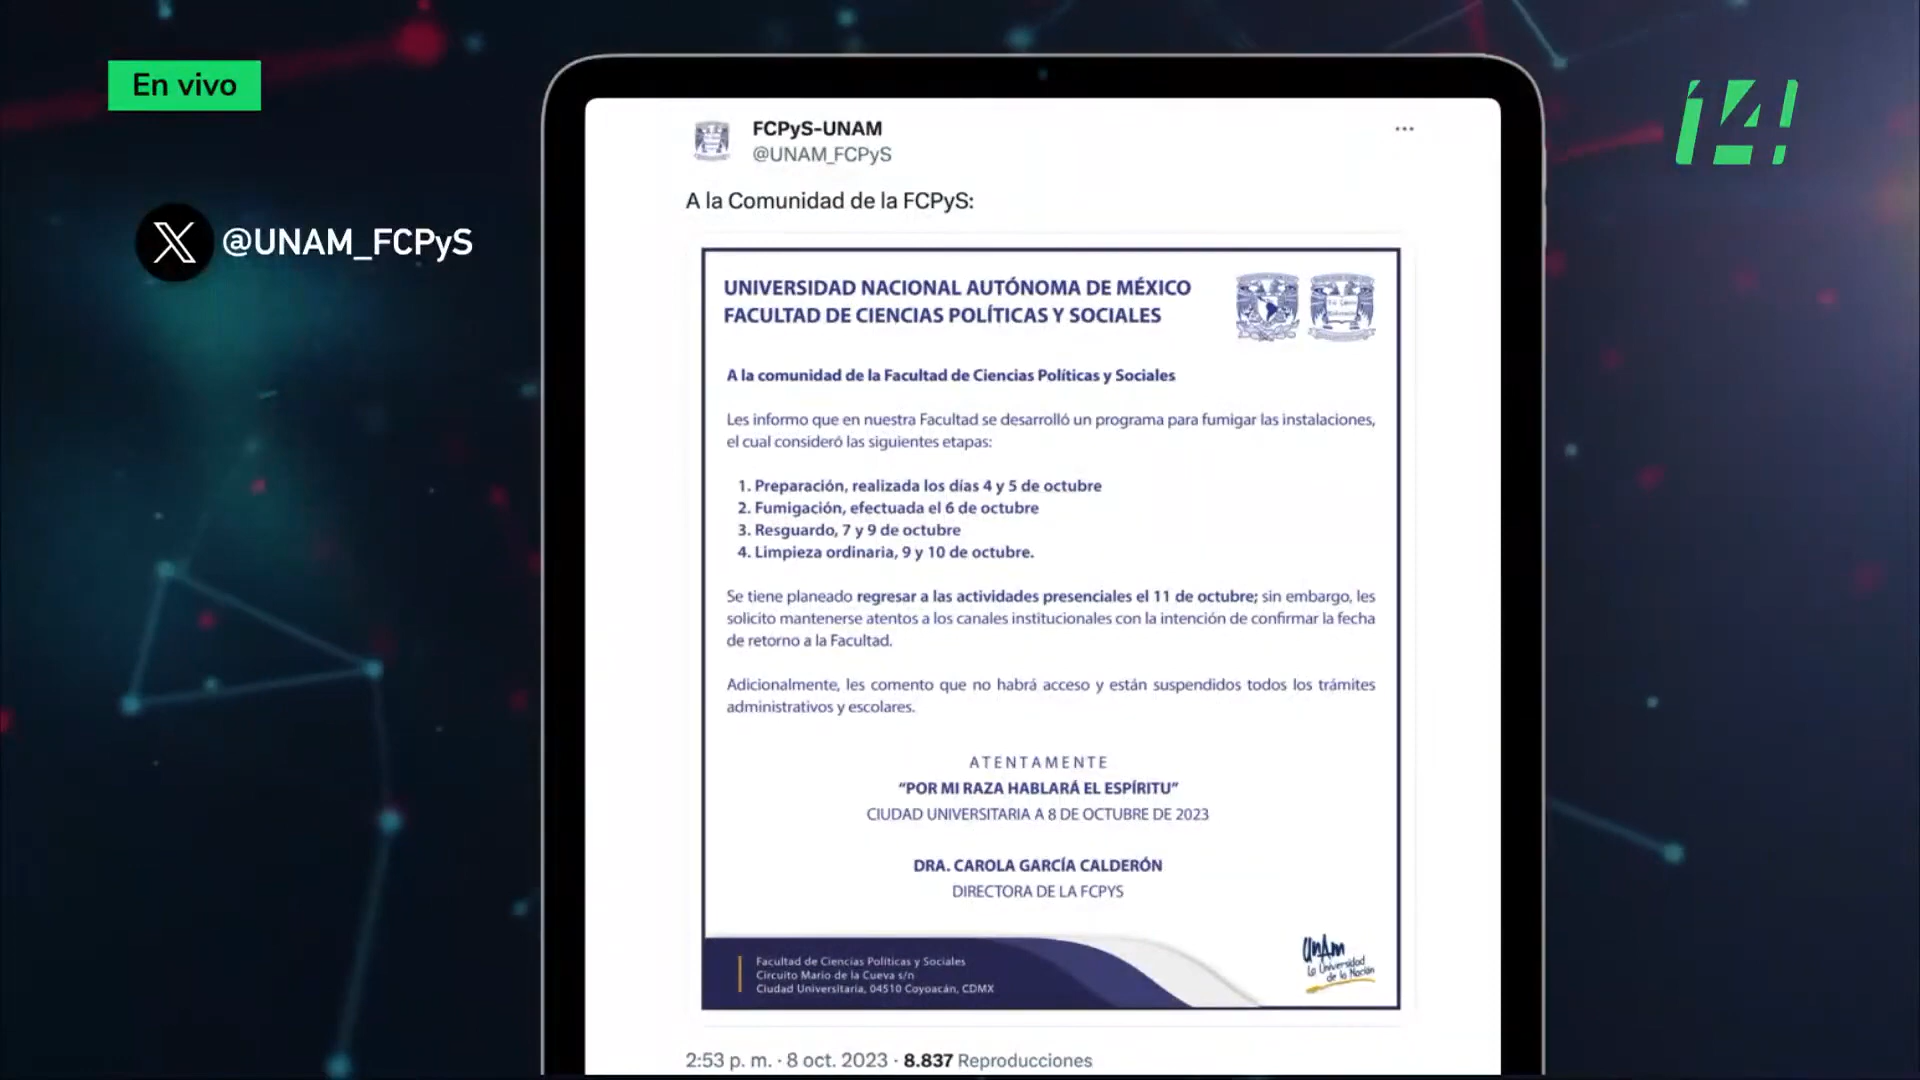 En vivo
14!
@UNAM_FCPyS
FCPyS-UNAM
@UNAM_FCPyS
A la Comunidad de la FCPyS:
UNIVERSIDAD NACIONAL AUTÓNOMA DE MÉXICO
FACULTAD DE CIENCIAS POLÍTICAS Y SOCIALES
A la comunidad de la Facultad de Ciencias Políticas y Sociales
Les informo que en nuestra Facultad se desarrolló un programa para fumigar las instalaciones,
el cual consideró las siguientes etapas:
1. Preparación, realizada los días 4 y 5 de octubre
2. Fumigación, efectuada el 6 de octubre
3. Resguardo, 7 y 9 de octubre
4. Limpieza ordinaria, 9 y 10 de octubre.
Se tiene planeado regresar a las actividades presenciales el 11 de octubre; sin embargo, les
solicito mantenerse atentos a los canales institucionales con la intención de confirmar la fecha
de retorno a la Facultad.
Adicionalmente, les comento que no habrá acceso y están suspendidos todos los trámites
administrativos y escolares.
ATENTAMENTE
“POR MI RAZA HABLARÁ EL ESPÍRITU”
CIUDAD UNIVERSITARIA A 8 DE OCTUBRE DE 2023
DRA. CAROLA GARCÍA CALDERÓN
DIRECTORA DE LA FCPYS
Facultad de Ciencias Políticas y Sociales
Circuito Mario de la Cueva s/n
Ciudad Universitaria, 04510 Coyoacán, CDMX
UnAm
La Universidad
de la Nación
2:53 p. m. · 8 oct. 2023 · 8.837 Reproducciones